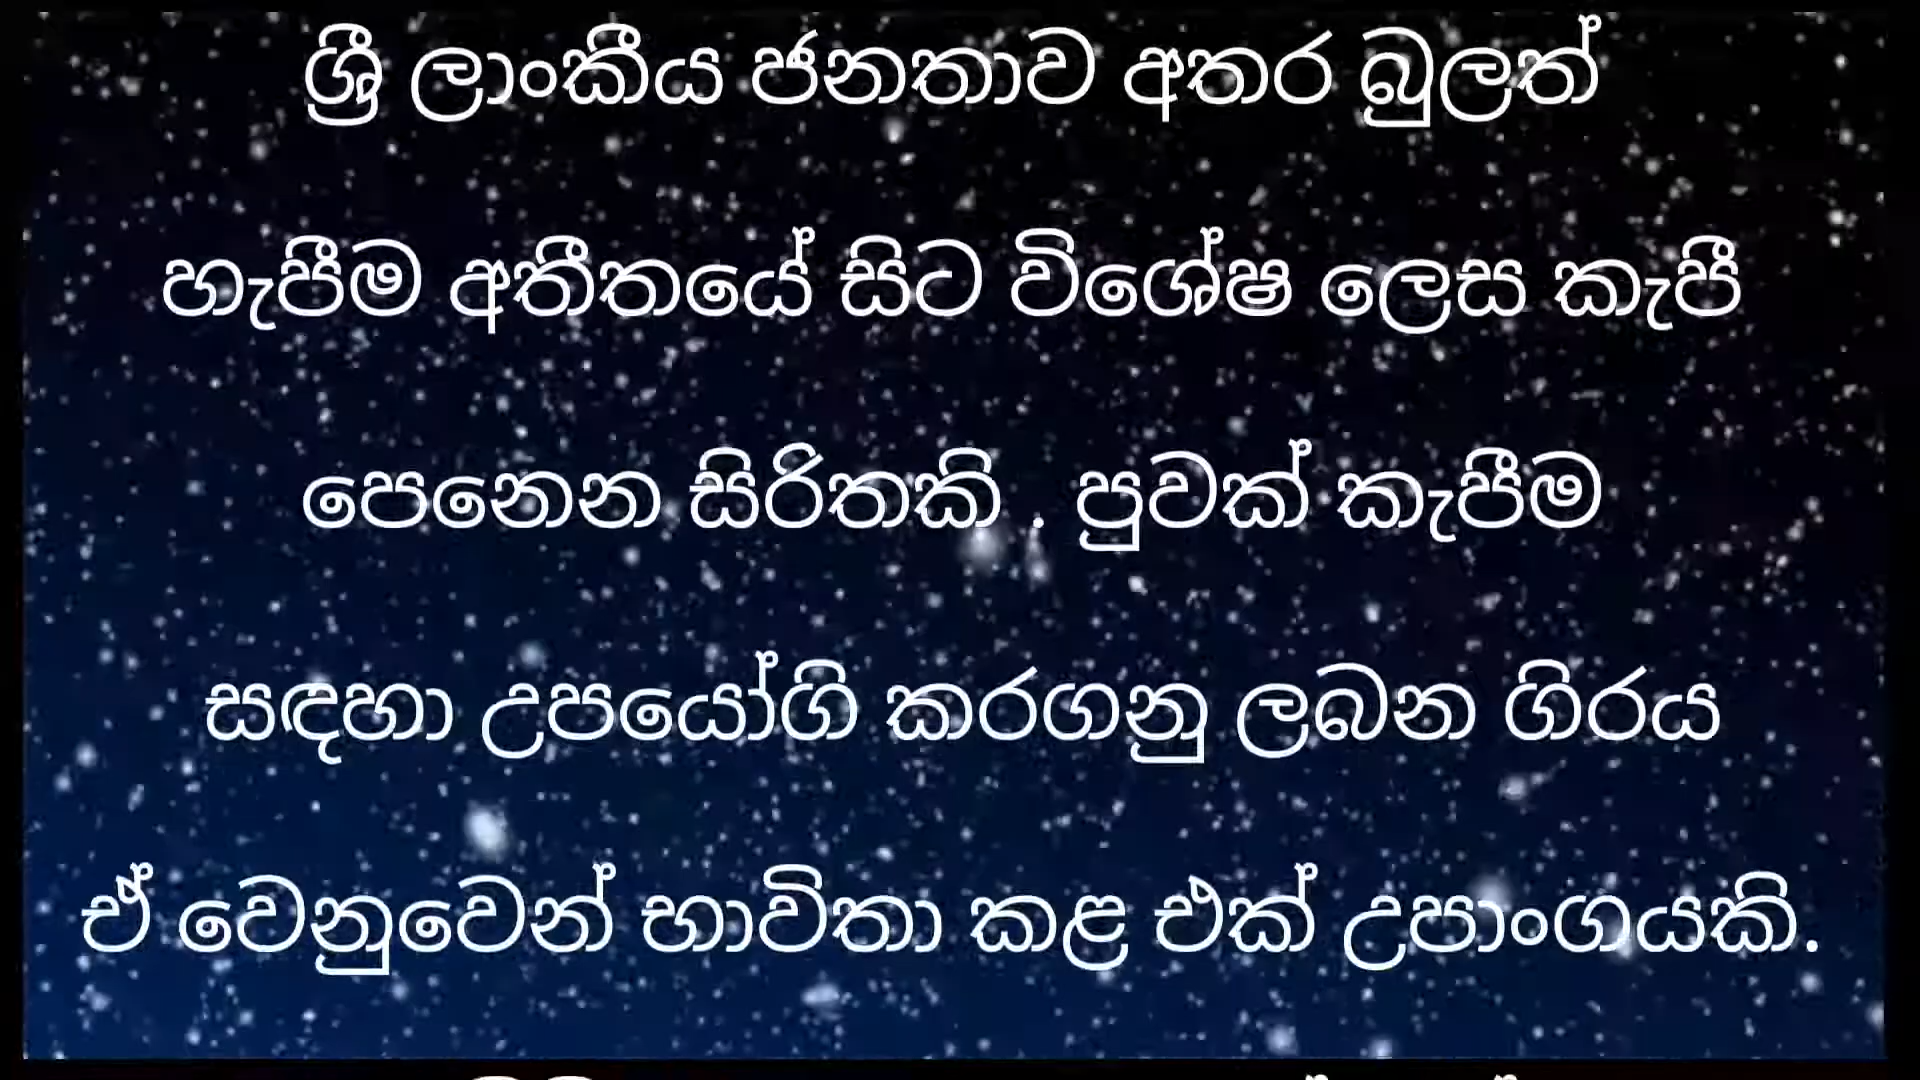 ශ්‍රී ලාංකීය ජනතාව අතර බුලත්
හැපීම අතීතයේ සිට විශේෂ ලෙස කැපී
පෙනෙන සිරිතකි . පුවක් කැපීම
සඳහා උපයෝගි කරගනු ලබන ගිරය
ඒ වෙනුවෙන් භාවිතා කළ එක් උපාංගයකි.